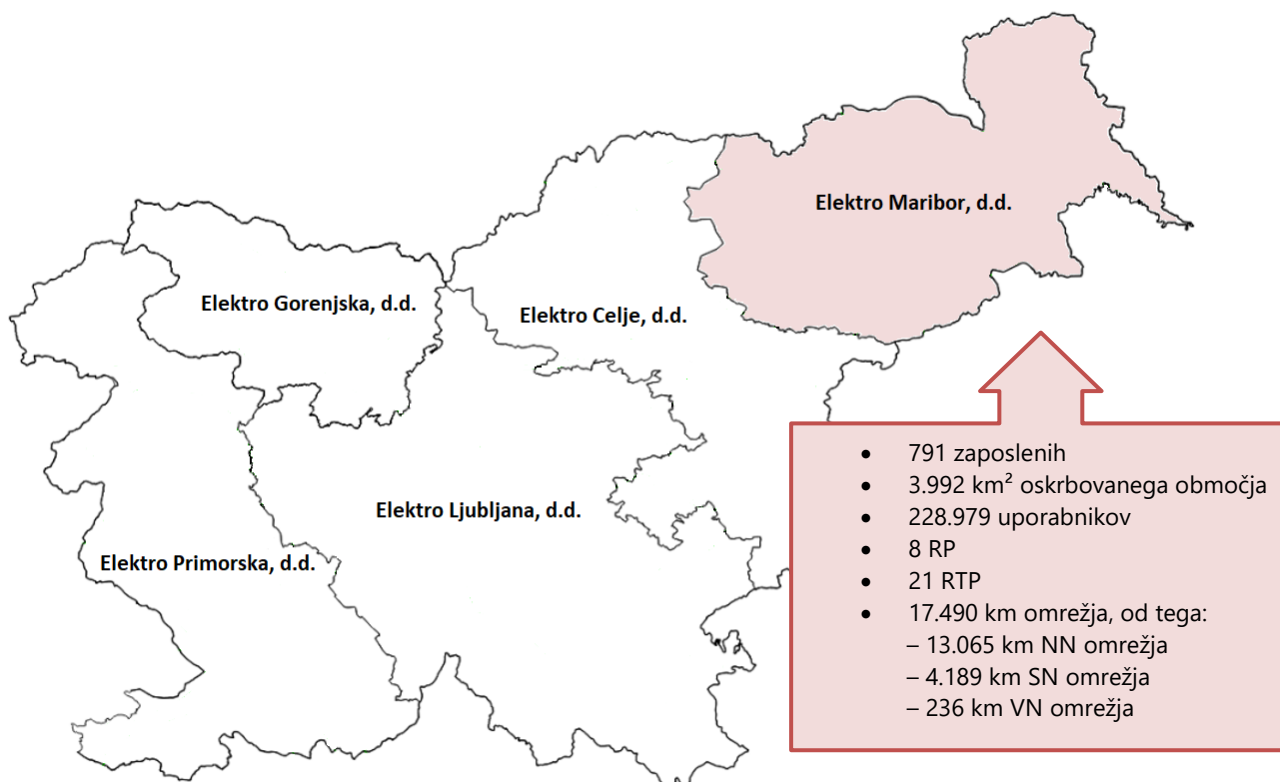 Elektro Maribor, d.d.
Elektro Gorenjska, d.d.
Elektro Celje, d.d.
Elektro Ljubljana, d.d.
Elektro Primorska, d.d.
• 791 zaposlenih
• 3.992 km² oskrbovanega območja
• 228.979 uporabnikov
• 8 RP
• 21 RTP
• 17.490 km omrežja, od tega:
– 13.065 km NN omrežja
– 4.189 km SN omrežja
– 236 km VN omrežja